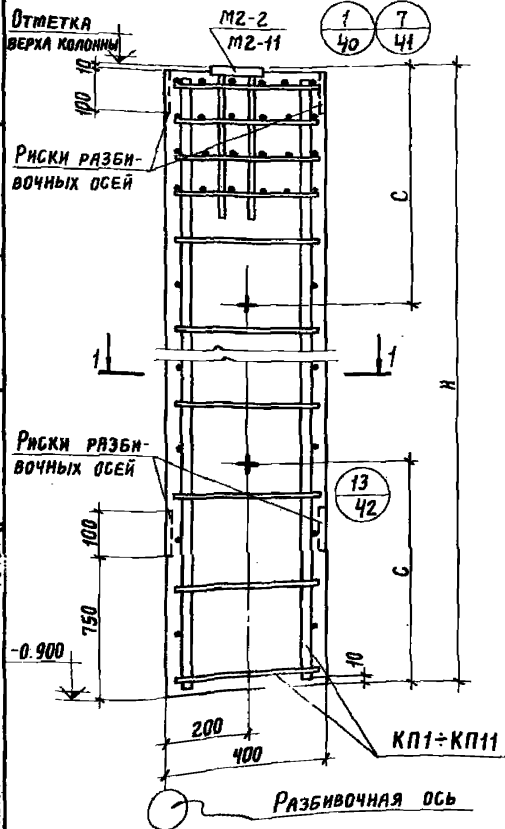 Отметка
верха колонны
М2-2
М2-11
1
40
7
41
10
100
Риски разби-
вочных осей
С
Н
1
1
Риски разби-
вочных осей
13
42
100
С
750
-0.900
10
200
400
КП1÷КП11
Разбивочная ось